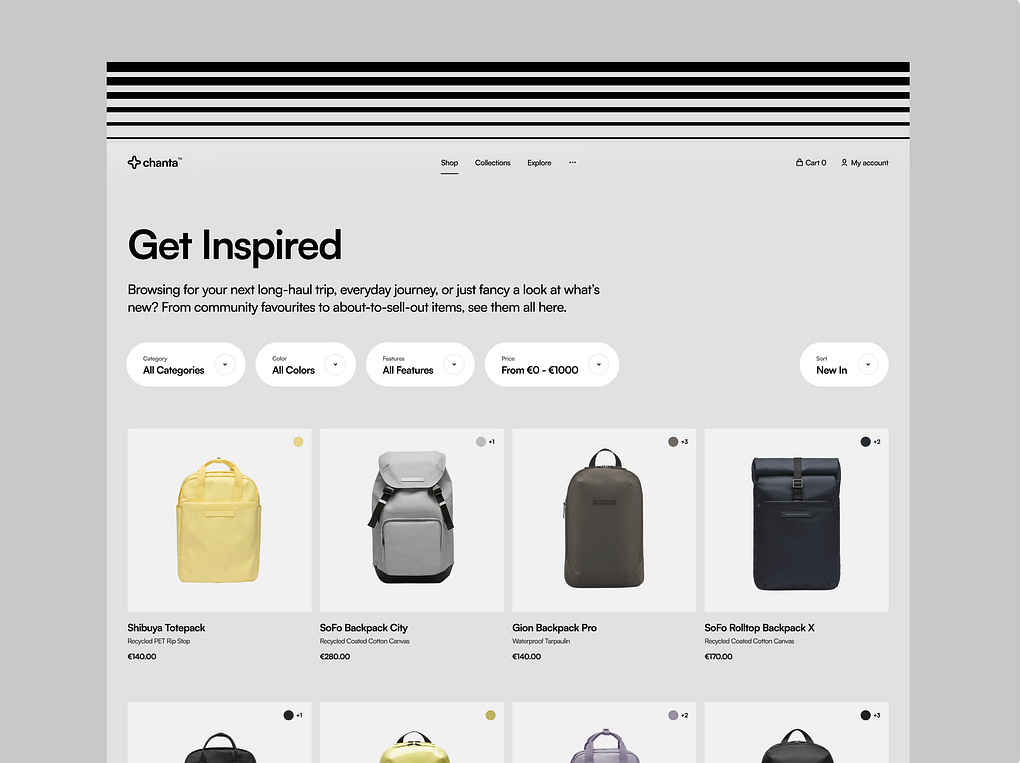 chanta™
Shop Collections Explore ···
Cart 0 My account
Get Inspired
Browsing for your next long-haul trip, everyday journey, or just fancy a look at what's
new? From community favourites to about-to-sell-out items, see them all here.
Category
All Categories
Color
All Colors
Features
All Features
Price
From €0 - €1000
Sort
New In
+1
+3
+2
Shibuya Totepack
Recycled PET Rip Stop
€140.00
SoFo Backpack City
Recycled Coated Cotton Canvas
€280.00
Gion Backpack Pro
Waterproof Tarpaulin
€140.00
SoFo Rolltop Backpack X
Recycled Coated Cotton Canvas
€170.00
+1
+2
+3